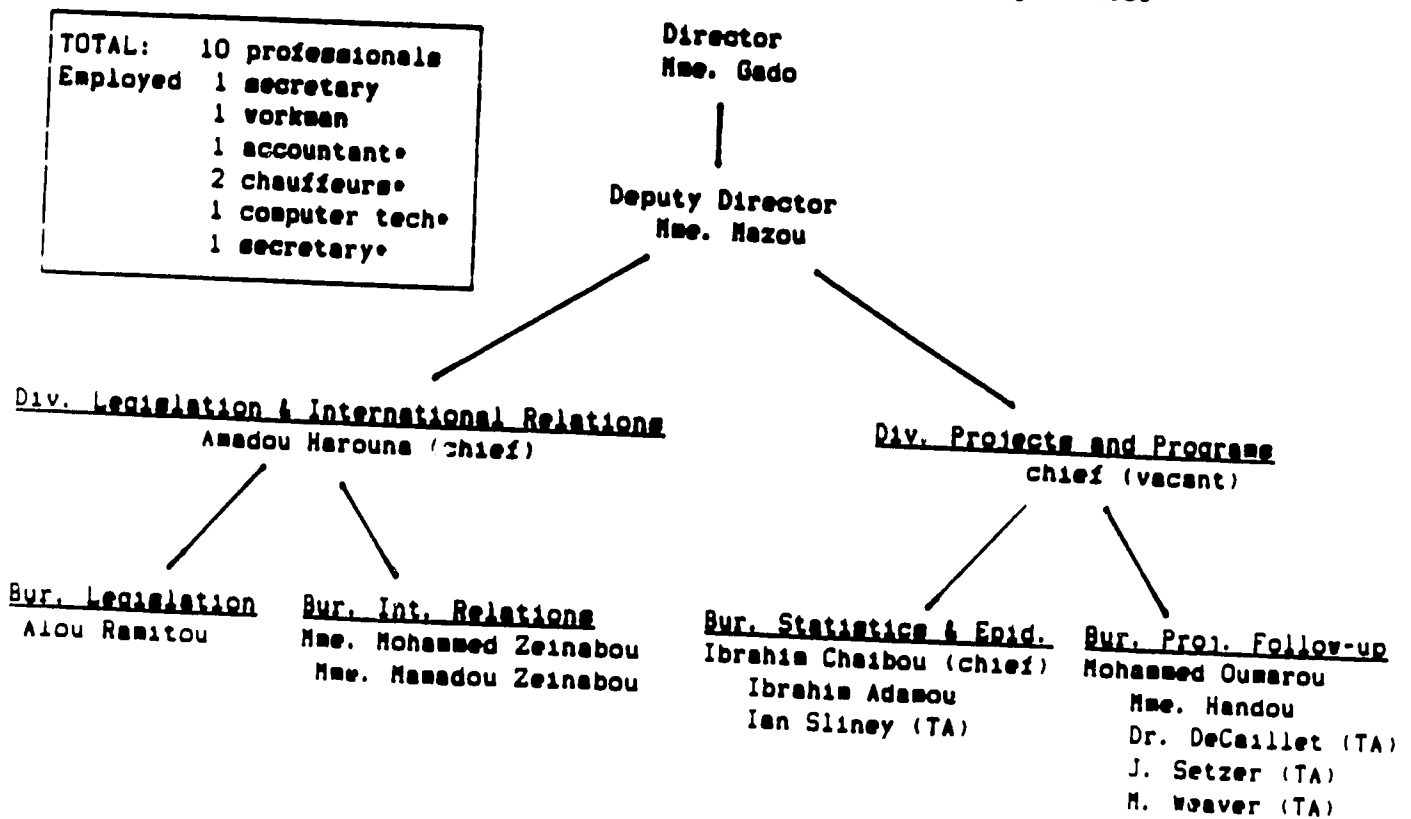 TOTAL: 10 professionals
Employed 1 secretary
1 workman
1 accountant*
2 chauffeurs*
1 computer tech*
1 secretary*
Director
Mme. Gado
Deputy Director
Mme. Mazou
Div. Legislation & International Relations
Amadou Harouna (chief)
Div. Projects and Programs
chief (vacant)
Bur. Legislation
Alou Ramitou
Bur. Int. Relations
Mme. Mohammed Zeinabou
Mme. Mamadou Zeinabou
Bur. Statistics & Epid.
Ibrahim Chaibou (chief)
Ibrahim Adamou
Ian Sliney (TA)
Bur. Proj. Follow-up
Mohammed Oumarou
Mme. Handou
Dr. DeCaillet (TA)
J. Setzer (TA)
M. Weaver (TA)